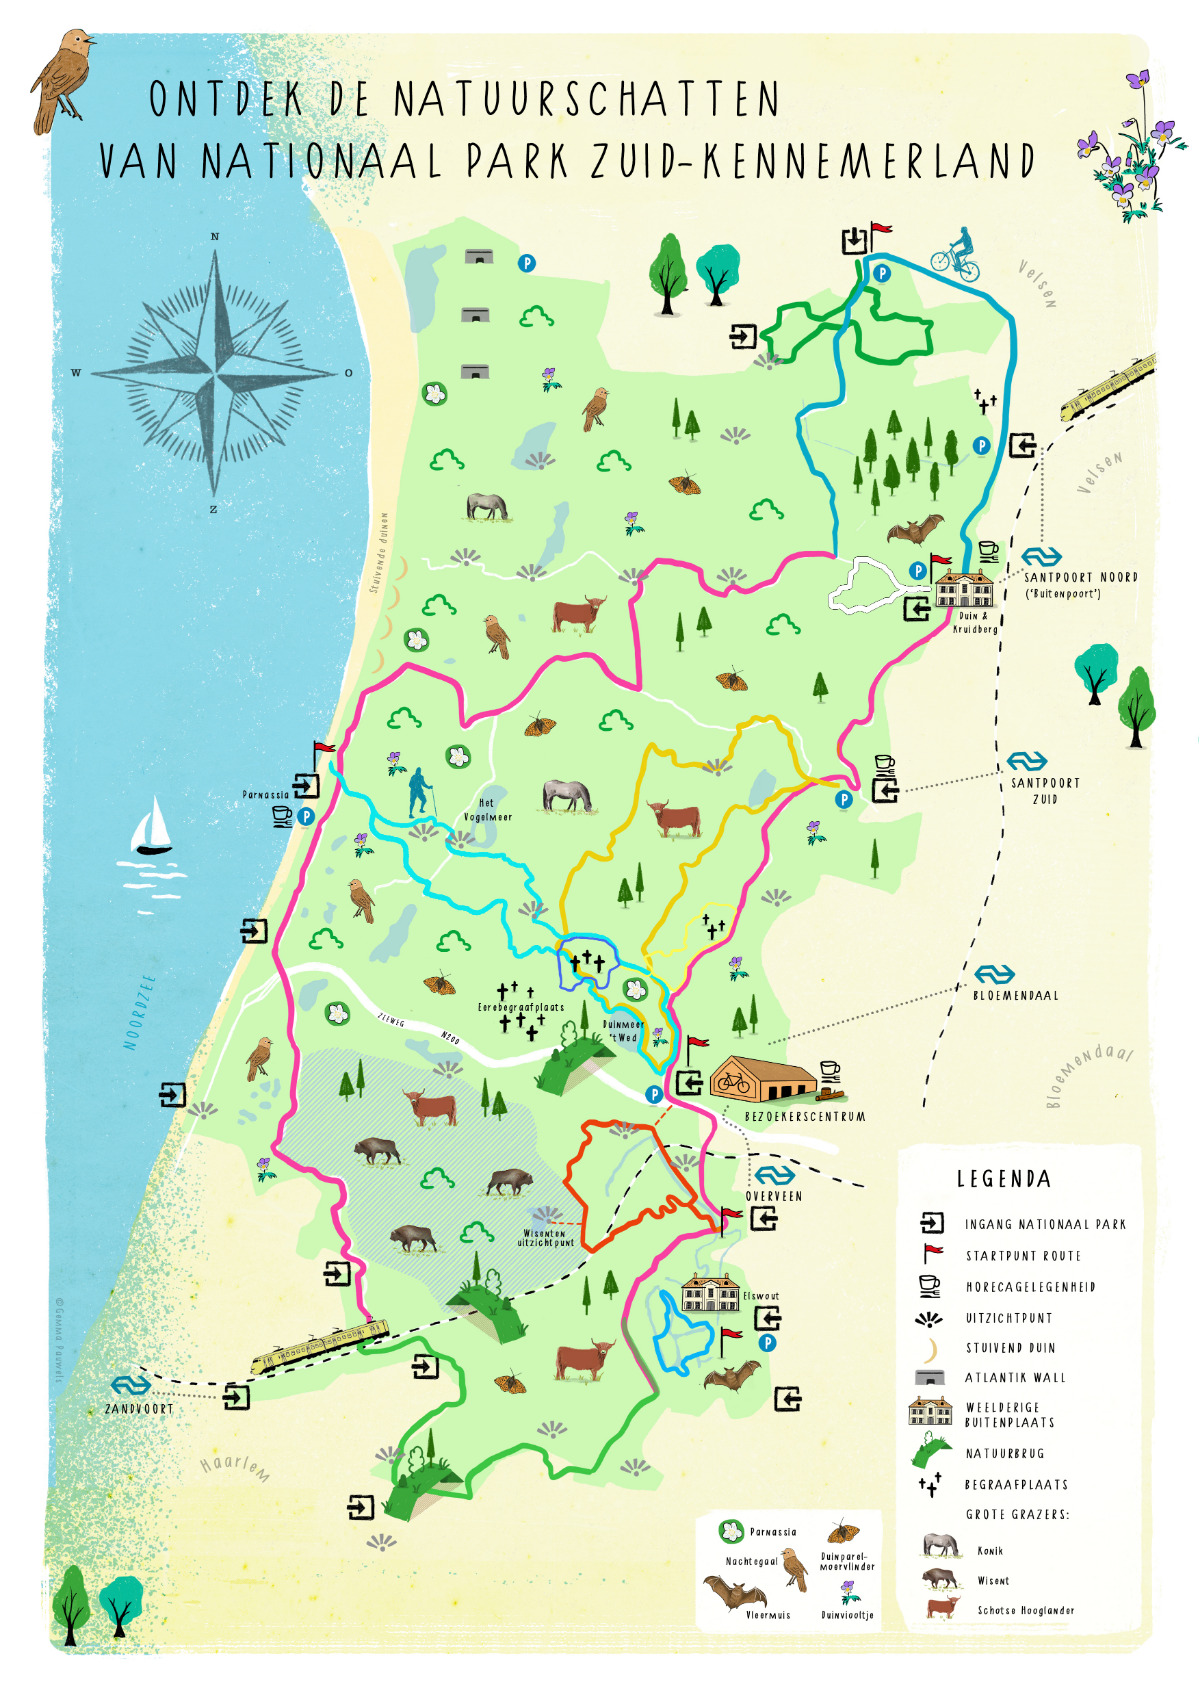 ONTDEK DE NATUURSCHATTEN
VAN NATIONAAL PARK ZUID-KENNEMERLAND
N
W
O
Z
P
P
Velsen
Velsen
P
P
Stuivende duinen
SANTPOORT NOORD
('Buitenpoort')
Duin &
Kruidberg
SANTPOORT
ZUID
P
Parnassia
P
Het
Vogelmeer
NOORDZEE
BLOEMENDAAL
Eerebegraafplaats
Duinmeer
't Wed
ZEEWEG
N200
Bloemendaal
P
BEZOEKERSCENTRUM
OVERVEEN
Wisenten
uitzichtpunt
Elswout
P
©Gemma Pauwels
ZANDVOORT
Haarlem
LEGENDA
INGANG NATIONAAL PARK
STARTPUNT ROUTE
HORECAGELEGENHEID
UITZICHTPUNT
STUIVEND DUIN
ATLANTIK WALL
WEELDERIGE
BUITENPLAATS
NATUURBRUG
BEGRAAFPLAATS
GROTE GRAZERS:
Konik
Wisent
Schotse Hooglander
Parnassia
Nachtegaal
Duinparel-
moervlinder
Vleermuis
Duinviooltje